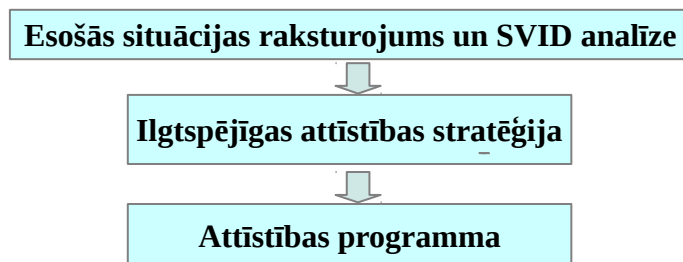 Esošās situācijas raksturojums un SVID analīze
Ilgtspējīgas attīstības stratēģija
Attīstības programma